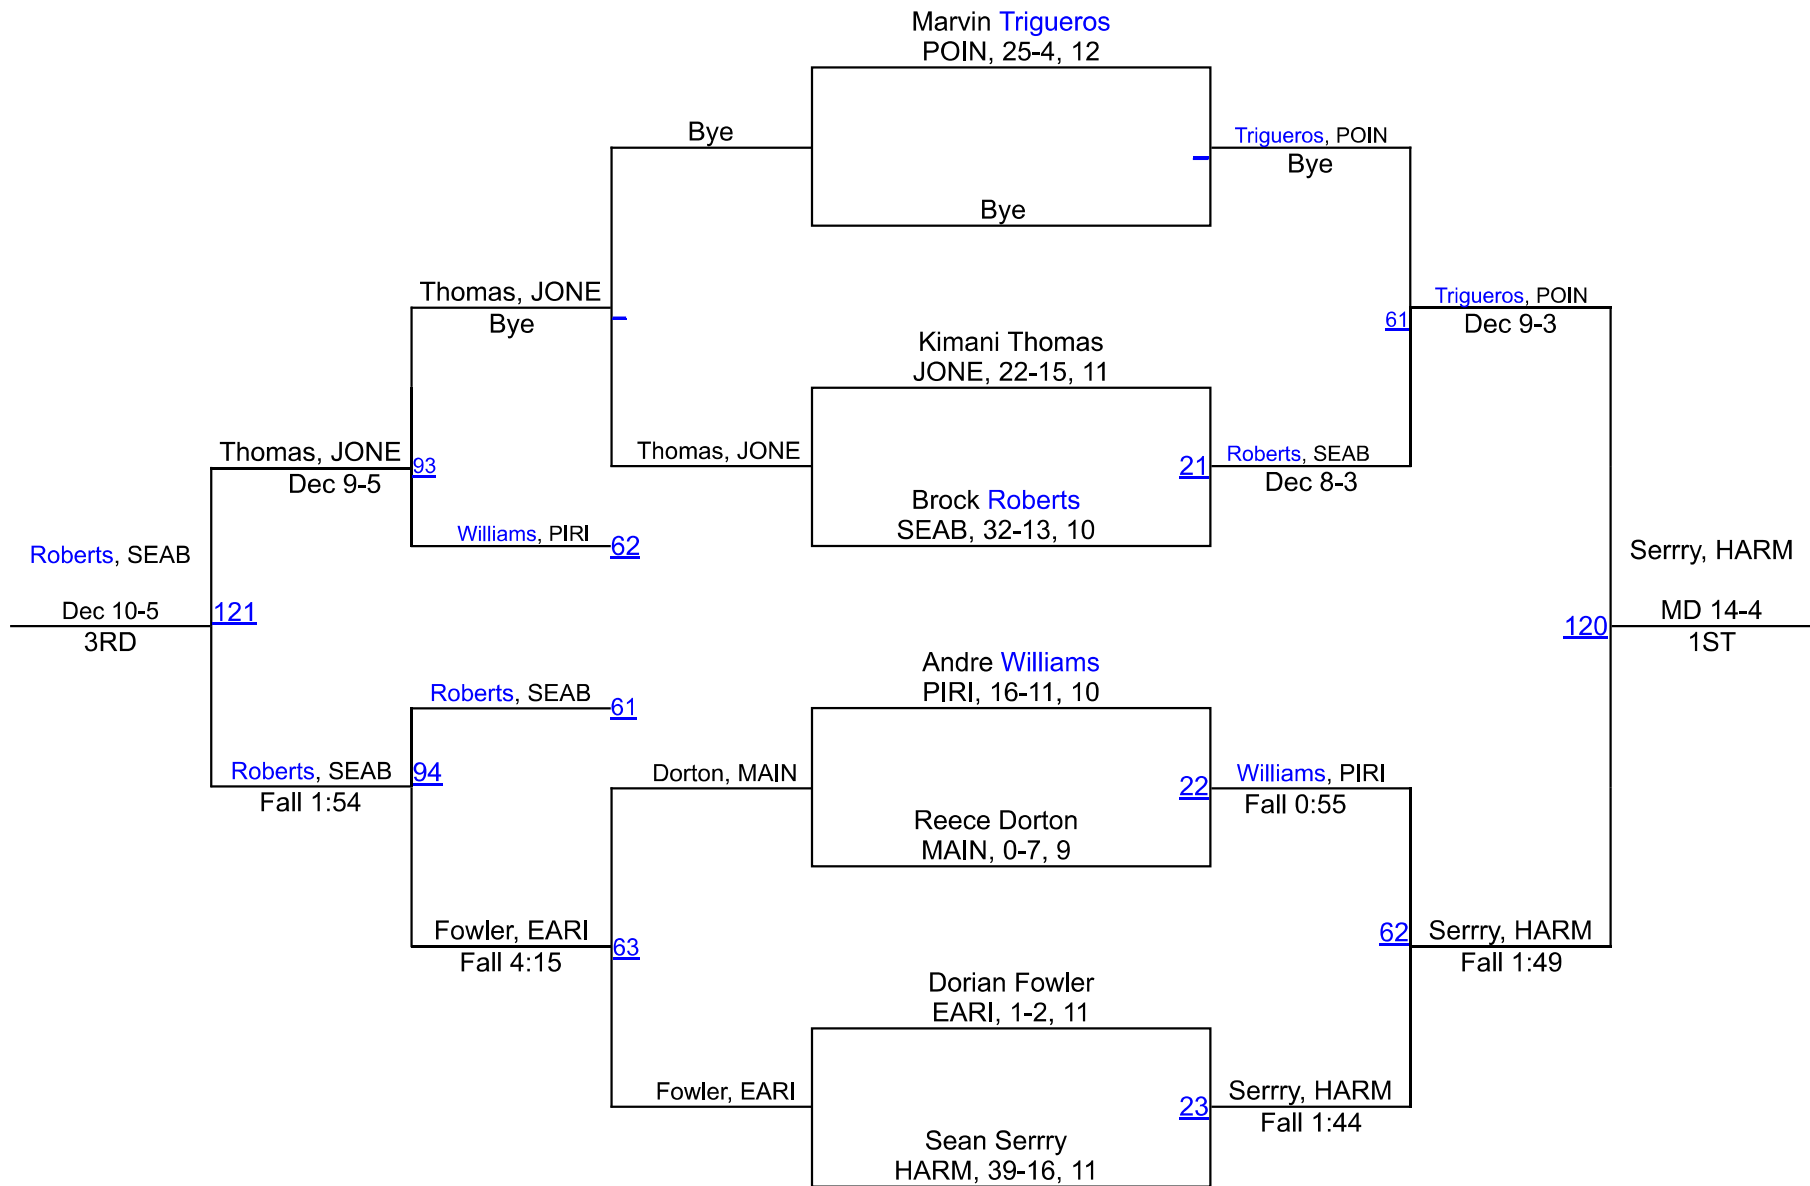 Marvin Trigueros
POIN, 25-4, 12
Bye
Trigueros, POIN
Bye
Bye
Thomas, JONE
Bye
Trigueros, POIN
61
Dec 9-3
Kimani Thomas
JONE, 22-15, 11
Thomas, JONE
93
Dec 9-5
Thomas, JONE
21
Roberts, SEAB
Dec 8-3
Brock Roberts
SEAB, 32-13, 10
Williams, PIRI
62
Roberts, SEAB
Dec 10-5
121
3RD
Serrry, HARM
120
MD 14-4
1ST
Andre Williams
PIRI, 16-11, 10
Roberts, SEAB
61
Roberts, SEAB
94
Fall 1:54
Dorton, MAIN
22
Williams, PIRI
Fall 0:55
Reece Dorton
MAIN, 0-7, 9
Fowler, EARI
63
Fall 4:15
62
Serrry, HARM
Fall 1:49
Dorian Fowler
EARI, 1-2, 11
Fowler, EARI
23
Serrry, HARM
Fall 1:44
Sean Serrry
HARM, 39-16, 11